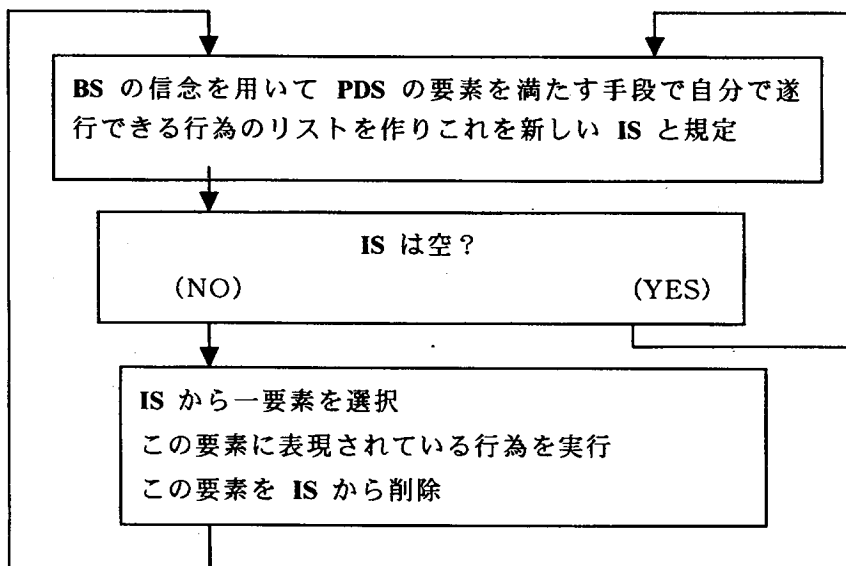 BS の信念を用いて PDS の要素を満たす手段で自分で遂
行できる行為のリストを作りこれを新しい IS と規定
IS は空？
(NO) (YES)
IS から一要素を選択
この要素に表現されている行為を実行
この要素を IS から削除